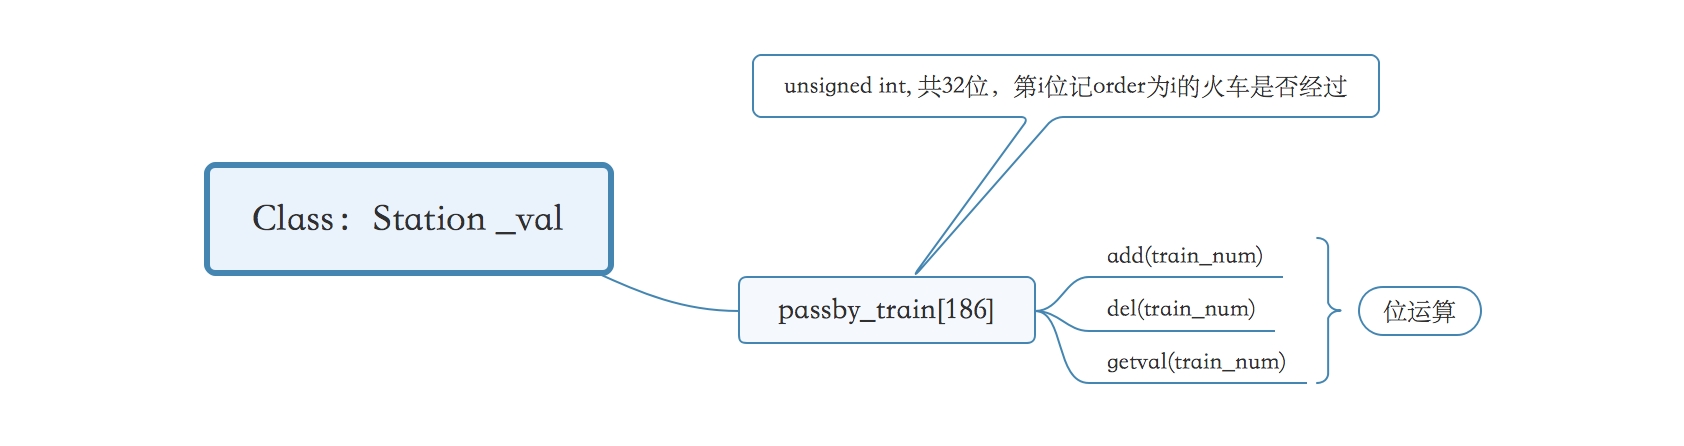 unsigned int, 共32位，第i位记order为i的火车是否经过
Class：Station _val
passby_train[186]
add(train_num)
del(train_num)
getval(train_num)
位运算